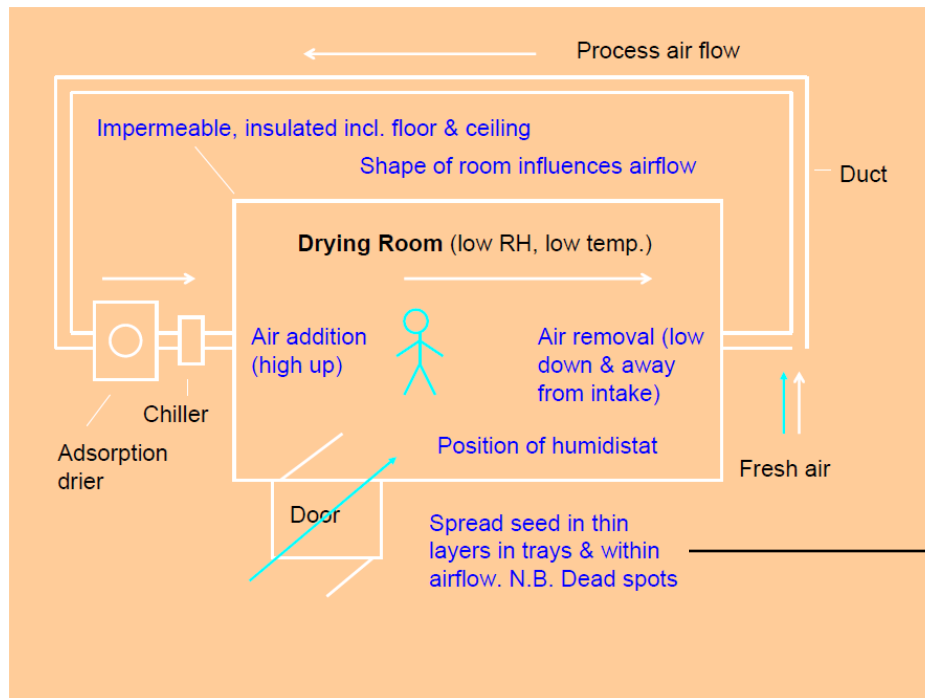 Process air flow
Impermeable, insulated incl. floor & ceiling
Shape of room influences airflow
Duct
Drying Room (low RH, low temp.)
Air addition
(high up)
Air removal (low
down & away
from intake)
Chiller
Adsorption
drier
Position of humidistat
Fresh air
Door
Spread seed in thin
layers in trays & within
airflow. N.B. Dead spots